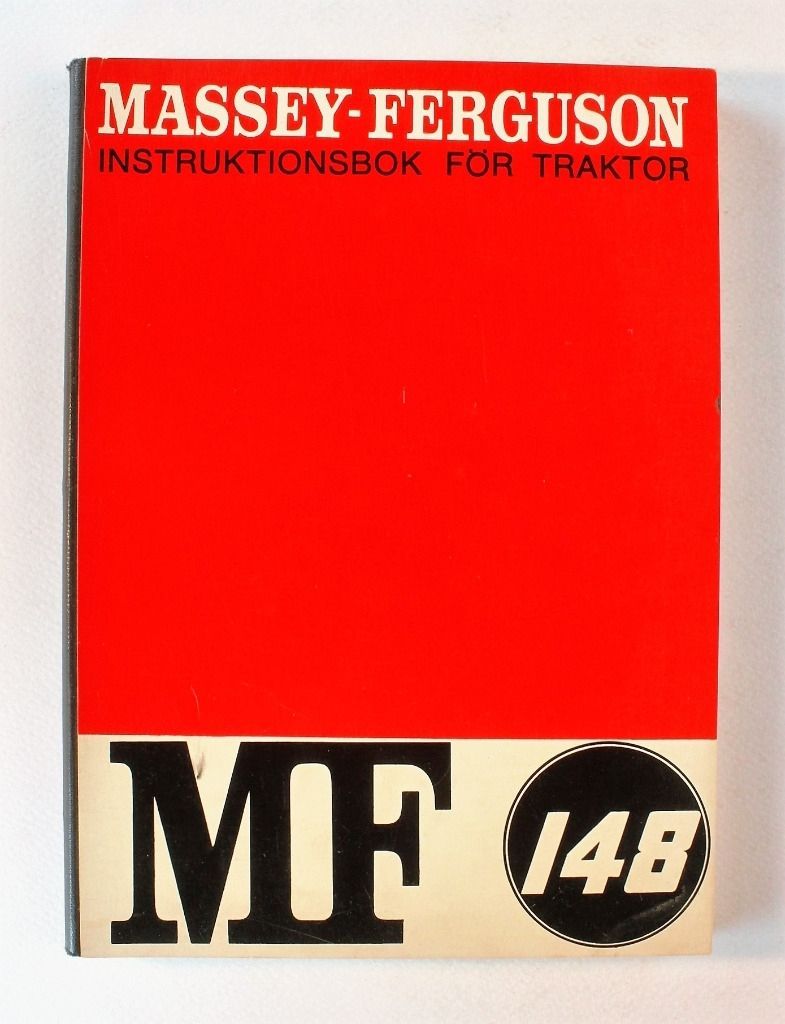 MASSEY-FERGUSON
INSTRUKTIONSBOK FÖR TRAKTOR
MF
148